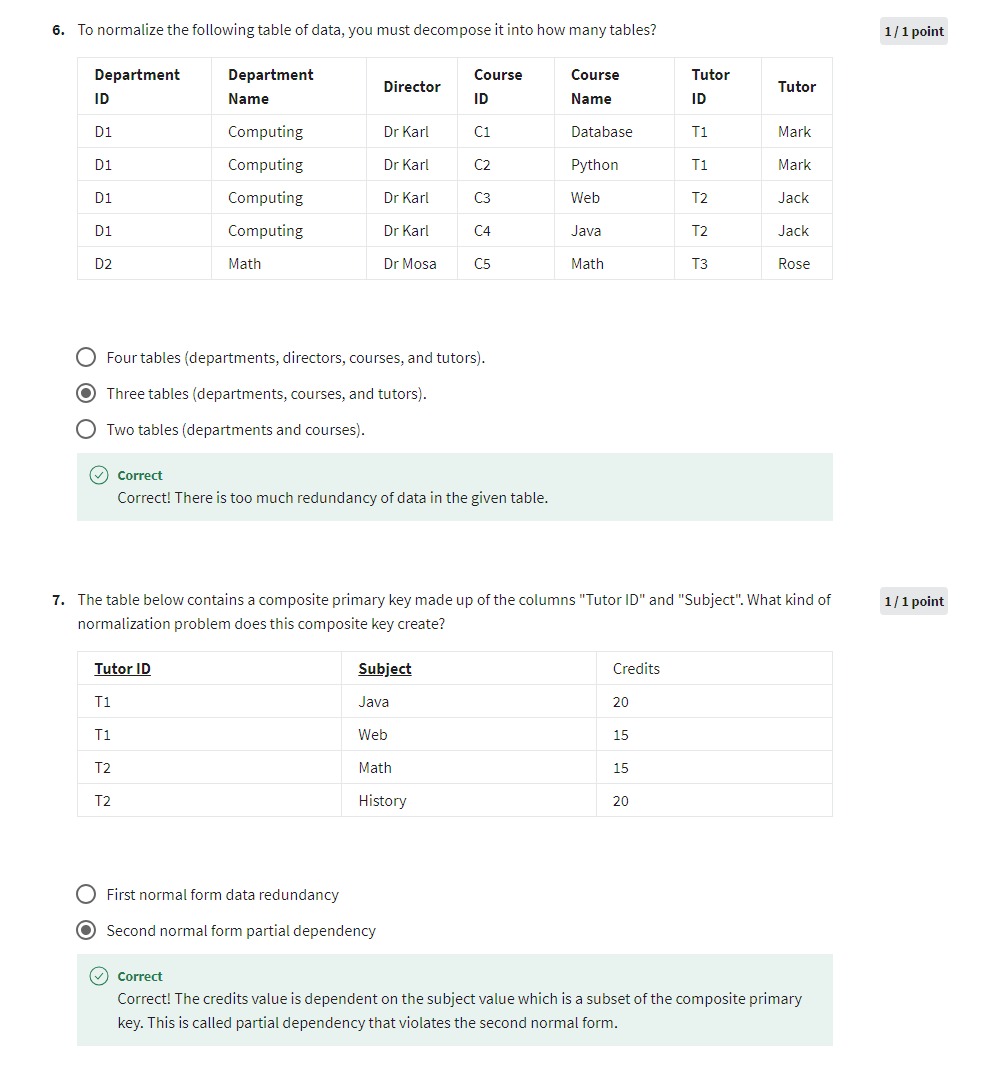 6. To normalize the following table of data, you must decompose it into how many tables?
1 / 1 point
Department ID Department Name Director Course ID Course Name Tutor ID Tutor
D1 Computing Dr Karl C1 Database T1 Mark
D1 Computing Dr Karl C2 Python T1 Mark
D1 Computing Dr Karl C3 Web T2 Jack
D1 Computing Dr Karl C4 Java T2 Jack
D2 Math Dr Mosa C5 Math T3 Rose
Four tables (departments, directors, courses, and tutors).
Three tables (departments, courses, and tutors).
Two tables (departments and courses).
Correct
Correct! There is too much redundancy of data in the given table.
7. The table below contains a composite primary key made up of the columns "Tutor ID" and "Subject". What kind of
normalization problem does this composite key create?
1 / 1 point
Tutor ID Subject Credits
T1 Java 20
T1 Web 15
T2 Math 15
T2 History 20
First normal form data redundancy
Second normal form partial dependency
Correct
Correct! The credits value is dependent on the subject value which is a subset of the composite primary
key. This is called partial dependency that violates the second normal form.